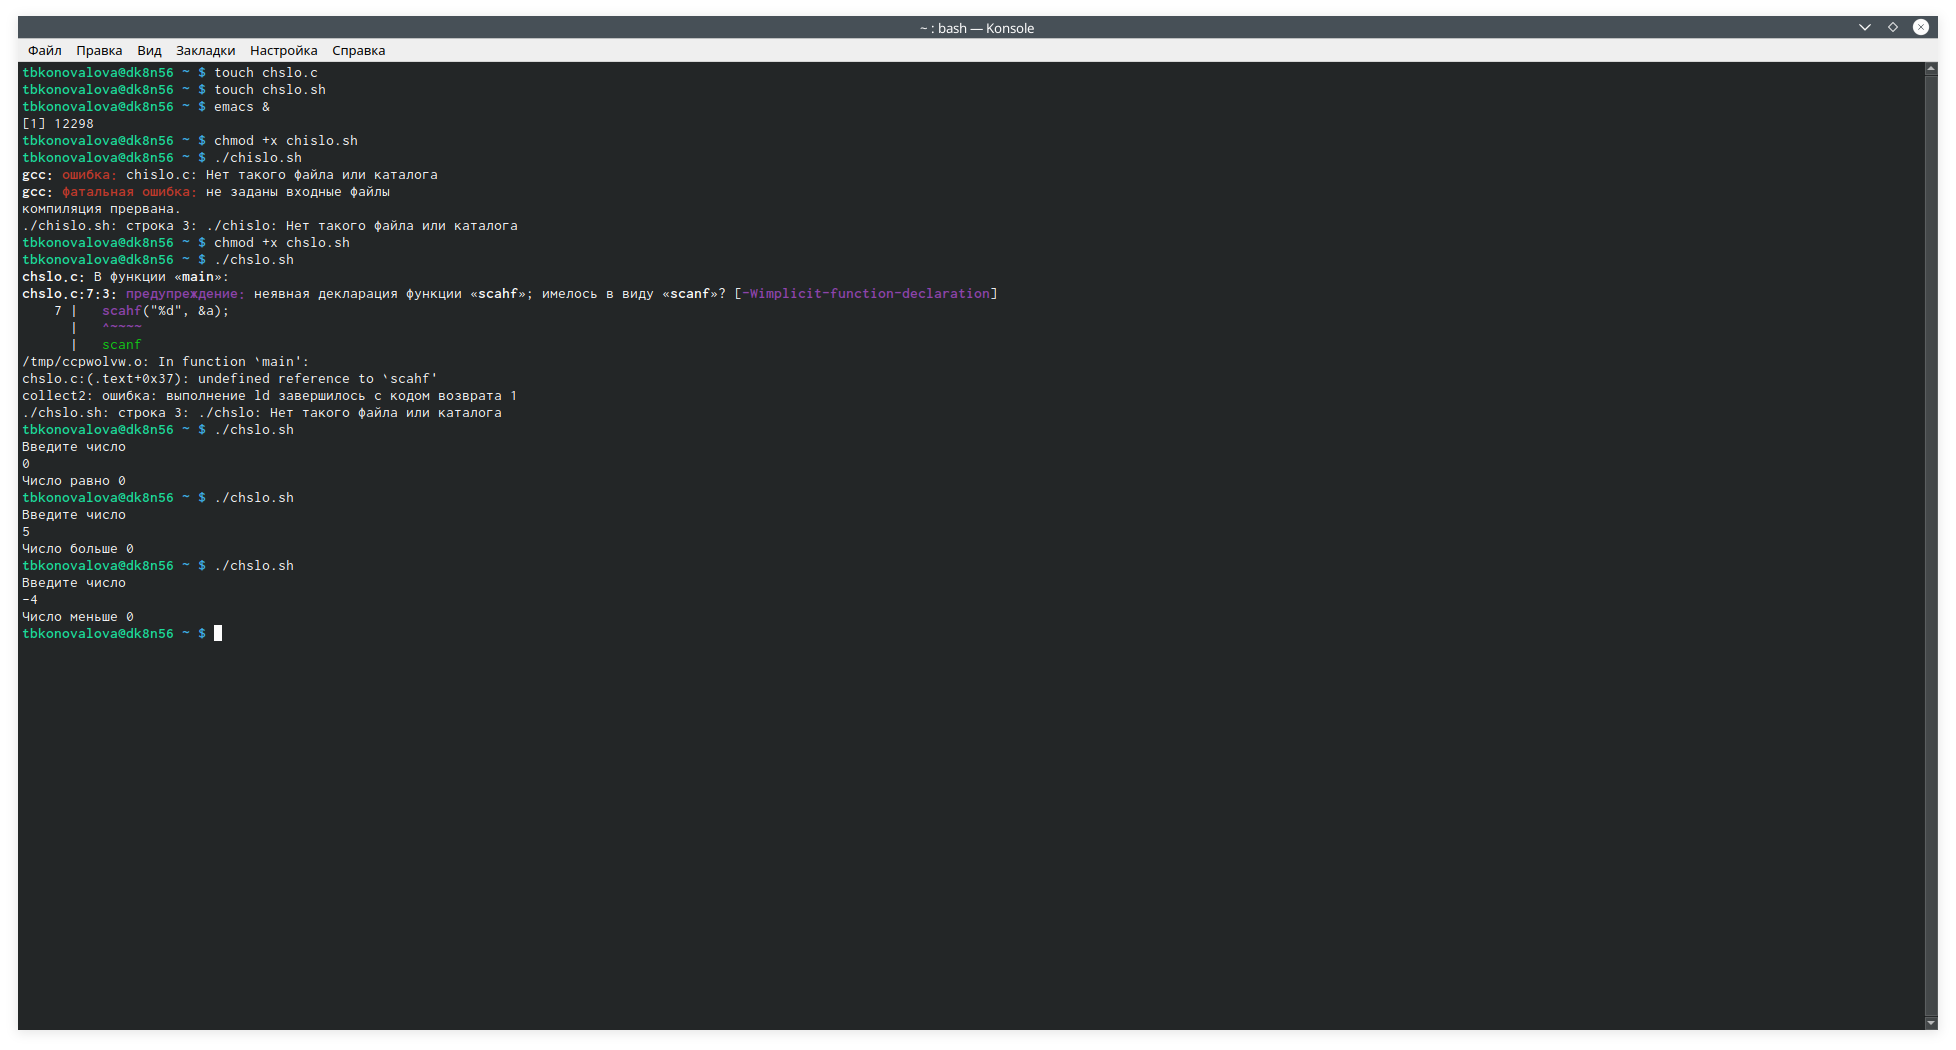 ~ : bash — Konsole
Файл Правка Вид Закладки Настройка Справка
tbkonovalova@dk8n56 ~ $ touch chslo.c
tbkonovalova@dk8n56 ~ $ touch chslo.sh
tbkonovalova@dk8n56 ~ $ emacs &
[1] 12298
tbkonovalova@dk8n56 ~ $ chmod +x chislo.sh
tbkonovalova@dk8n56 ~ $ ./chislo.sh
gcc: ошибка: chislo.c: Нет такого файла или каталога
gcc: фатальная ошибка: не заданы входные файлы
компиляция прервана.
./chislo.sh: строка 3: ./chislo: Нет такого файла или каталога
tbkonovalova@dk8n56 ~ $ chmod +x chslo.sh
tbkonovalova@dk8n56 ~ $ ./chslo.sh
chslo.c: В функции «main»:
chslo.c:7:3: предупреждение: неявная декларация функции «scahf»; имелось в виду «scanf»? [-Wimplicit-function-declaration]
7 |   scahf("%d", &a);
|   ^~~~~
|   scanf
/tmp/ccpwolvw.o: In function `main':
chslo.c:(.text+0x37): undefined reference to `scahf'
collect2: ошибка: выполнение ld завершилось с кодом возврата 1
./chslo.sh: строка 3: ./chslo: Нет такого файла или каталога
tbkonovalova@dk8n56 ~ $ ./chslo.sh
Введите число
0
Число равно 0
tbkonovalova@dk8n56 ~ $ ./chslo.sh
Введите число
5
Число больше 0
tbkonovalova@dk8n56 ~ $ ./chslo.sh
Введите число
-4
Число меньше 0
tbkonovalova@dk8n56 ~ $